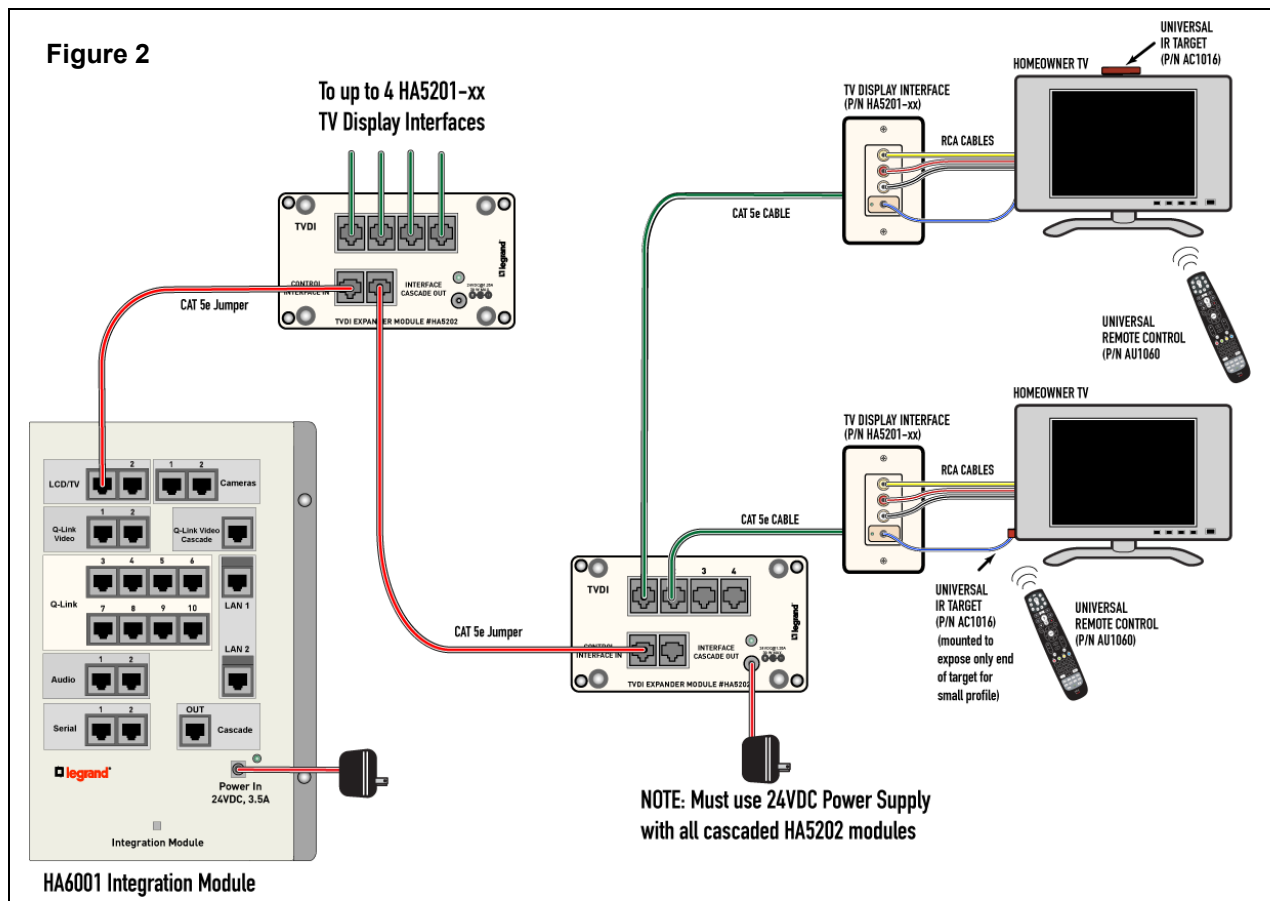 Figure 2
To up to 4 HA5201-xx
TV Display Interfaces
UNIVERSAL
IR TARGET
(P/N AC1016)
HOMEOWNER TV
TV DISPLAY INTERFACE
(P/N HA5201-xx)
RCA CABLES
CAT 5e CABLE
TVDI
legrand
CONTROL
INTERFACE IN
INTERFACE
CASCADE OUT
TVDI EXPANDER MODULE #HA5202
CAT 5e Jumper
UNIVERSAL
REMOTE CONTROL
(P/N AU1060
HOMEOWNER TV
TV DISPLAY INTERFACE
(P/N HA5201-xx)
RCA CABLES
CAT 5e CABLE
UNIVERSAL
IR TARGET
(P/N AC1016)
(mounted to
expose only end
of target for
small profile)
UNIVERSAL
REMOTE CONTROL
(P/N AU1060)
TVDI
3 4
legrand
CONTROL
INTERFACE IN
INTERFACE
CASCADE OUT
TVDI EXPANDER MODULE #HA5202
CAT 5e Jumper
NOTE: Must use 24VDC Power Supply
with all cascaded HA5202 modules
2
LCD/TV
1 2
Cameras
1 2
Q-Link
Video
Q-Link Video
Cascade
3 4 5 6
Q-Link
7 8 9 10
LAN 1
LAN 2
1 2
Audio
1 2
Serial
OUT
Cascade
legrand
Power In
24VDC, 3.5A
Integration Module
HA6001 Integration Module